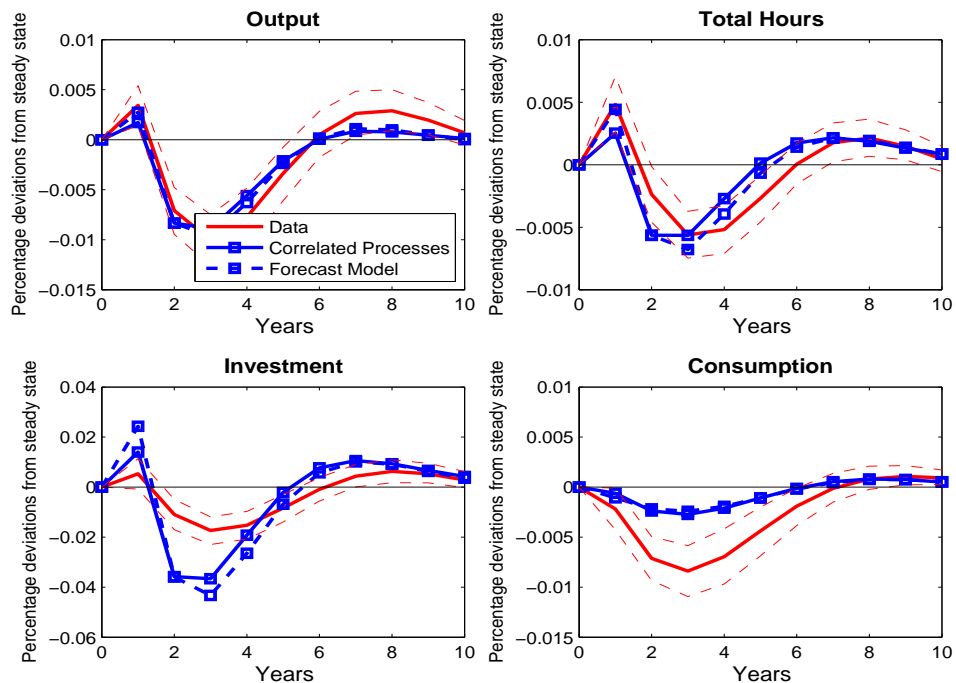 Output
Percentage deviations from steady state
0.01
0.005
0
−0.005
−0.01
−0.015
0 2 4 6 8 10
Years
Data
Correlated Processes
Forecast Model
Total Hours
Percentage deviations from steady state
0.01
0.005
0
−0.005
−0.01
0 2 4 6 8 10
Years
Investment
Percentage deviations from steady state
0.04
0.02
0
−0.02
−0.04
−0.06
0 2 4 6 8 10
Years
Consumption
Percentage deviations from steady state
0.01
0.005
0
−0.005
−0.01
−0.015
0 2 4 6 8 10
Years